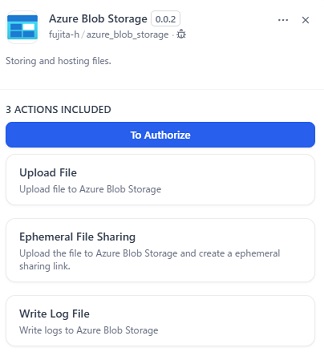 Azure Blob Storage 0.0.2
fujita-h / azure_blob_storage ·
Storing and hosting files.
3 ACTIONS INCLUDED
To Authorize
Upload File
Upload file to Azure Blob Storage
Ephemeral File Sharing
Upload the file to Azure Blob Storage and create a ephemeral
sharing link.
Write Log File
Write logs to Azure Blob Storage